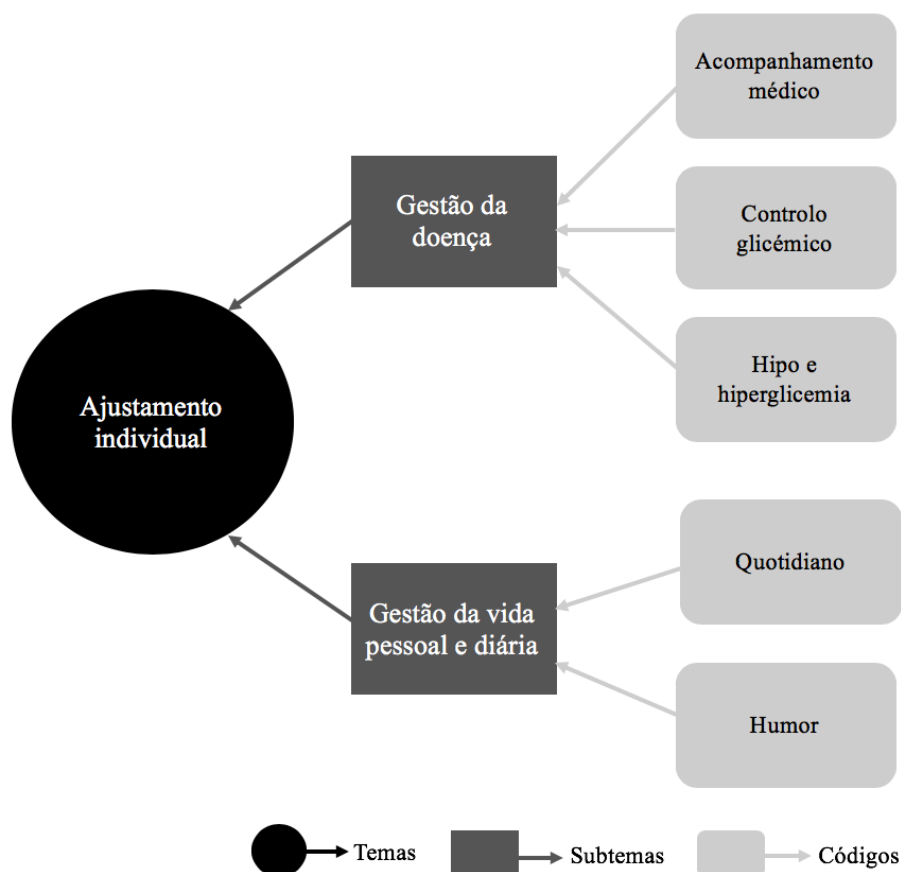 Acompanhamento
médico
Gestão da
doença
Controlo
glicémico
Hipo e
hiperglicemia
Ajustamento
individual
Quotidiano
Gestão da vida
pessoal e diária
Humor
Temas
Subtemas
Códigos